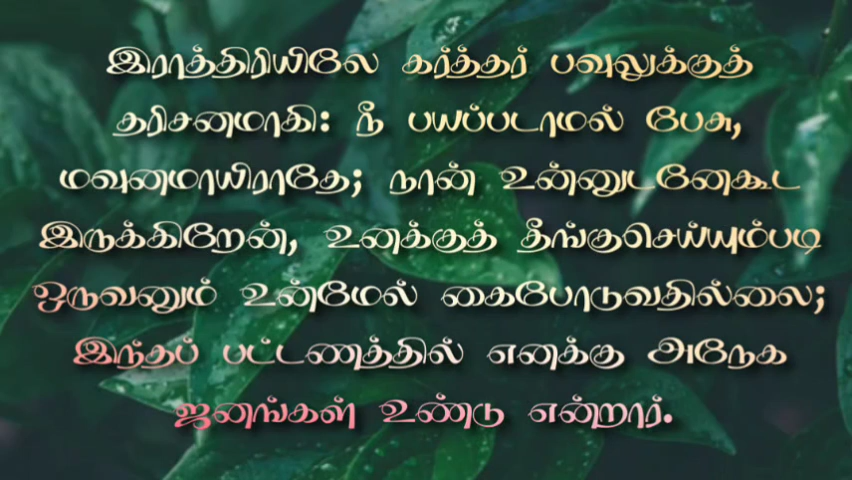 இராத்திரியிலே கர்த்தர் பவுலுக்குத்
தரிசனமாகி: நீ பயப்படாமல் பேசு,
மவுனமாயிராதே; நான் உன்னுடனேகூட
இருக்கிறேன், உனக்குத் தீங்குசெய்யும்படி
ஒருவனும் உன்மேல் கைபோடுவதில்லை;
இந்தப் பட்டணத்தில் எனக்கு அநேக
ஜனங்கள் உண்டு என்றார்.